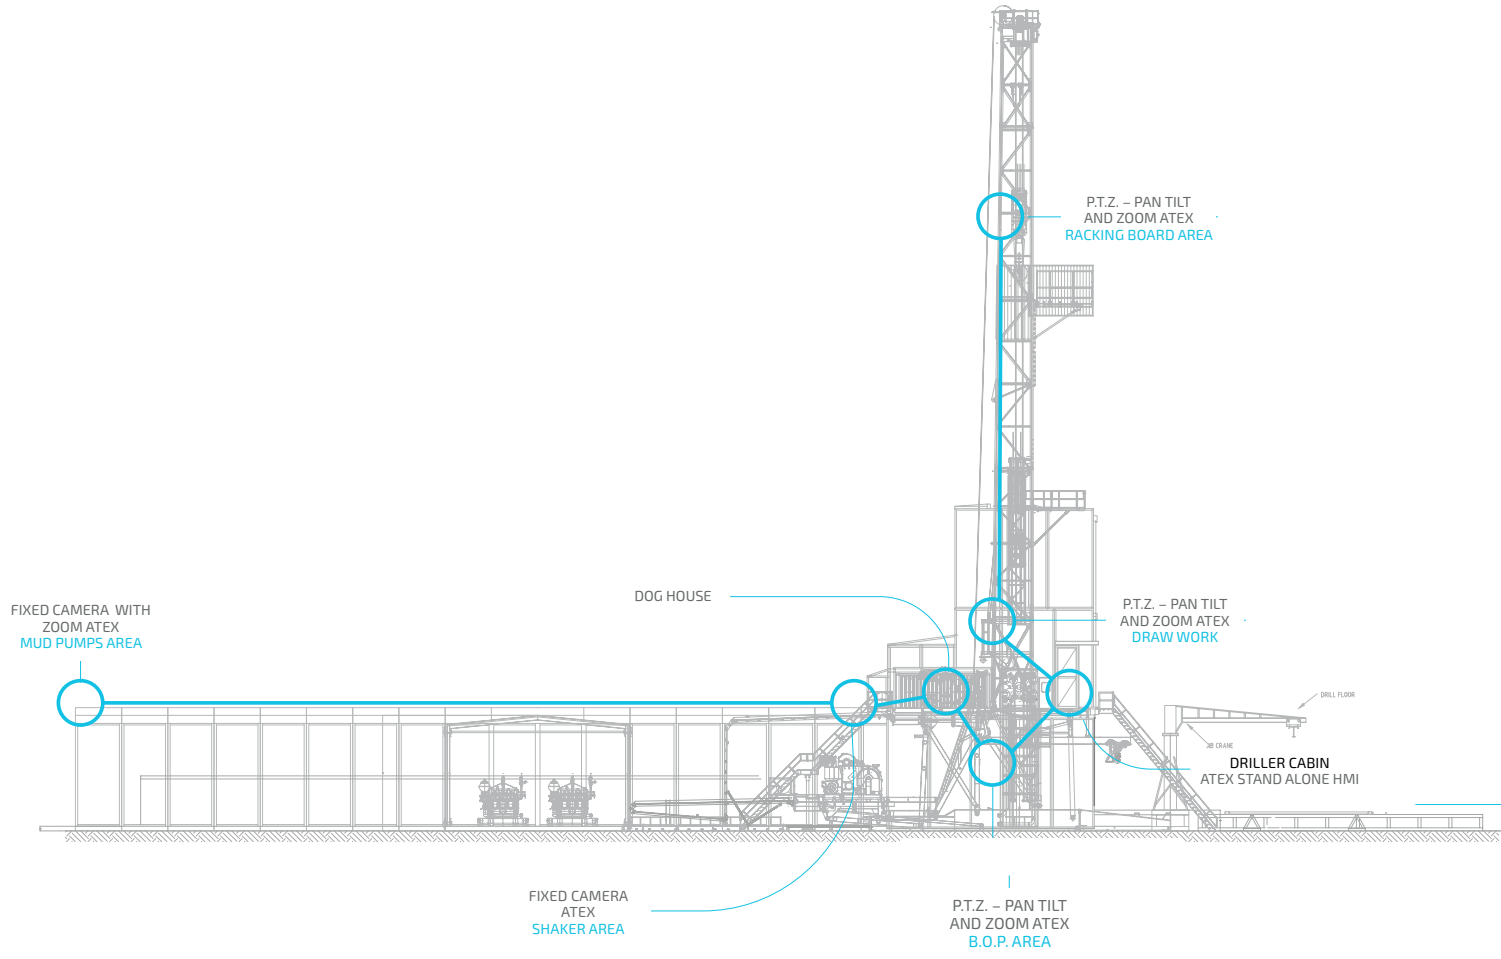 P.T.Z. – PAN TILT
AND ZOOM ATEX
RACKING BOARD AREA
DOG HOUSE
FIXED CAMERA WITH
ZOOM ATEX
MUD PUMPS AREA
P.T.Z. – PAN TILT
AND ZOOM ATEX
DRAW WORK
DRILL FLOOR
JIB CRANE
DRILLER CABIN
ATEX STAND ALONE HMI
FIXED CAMERA
ATEX
SHAKER AREA
P.T.Z. – PAN TILT
AND ZOOM ATEX
B.O.P. AREA